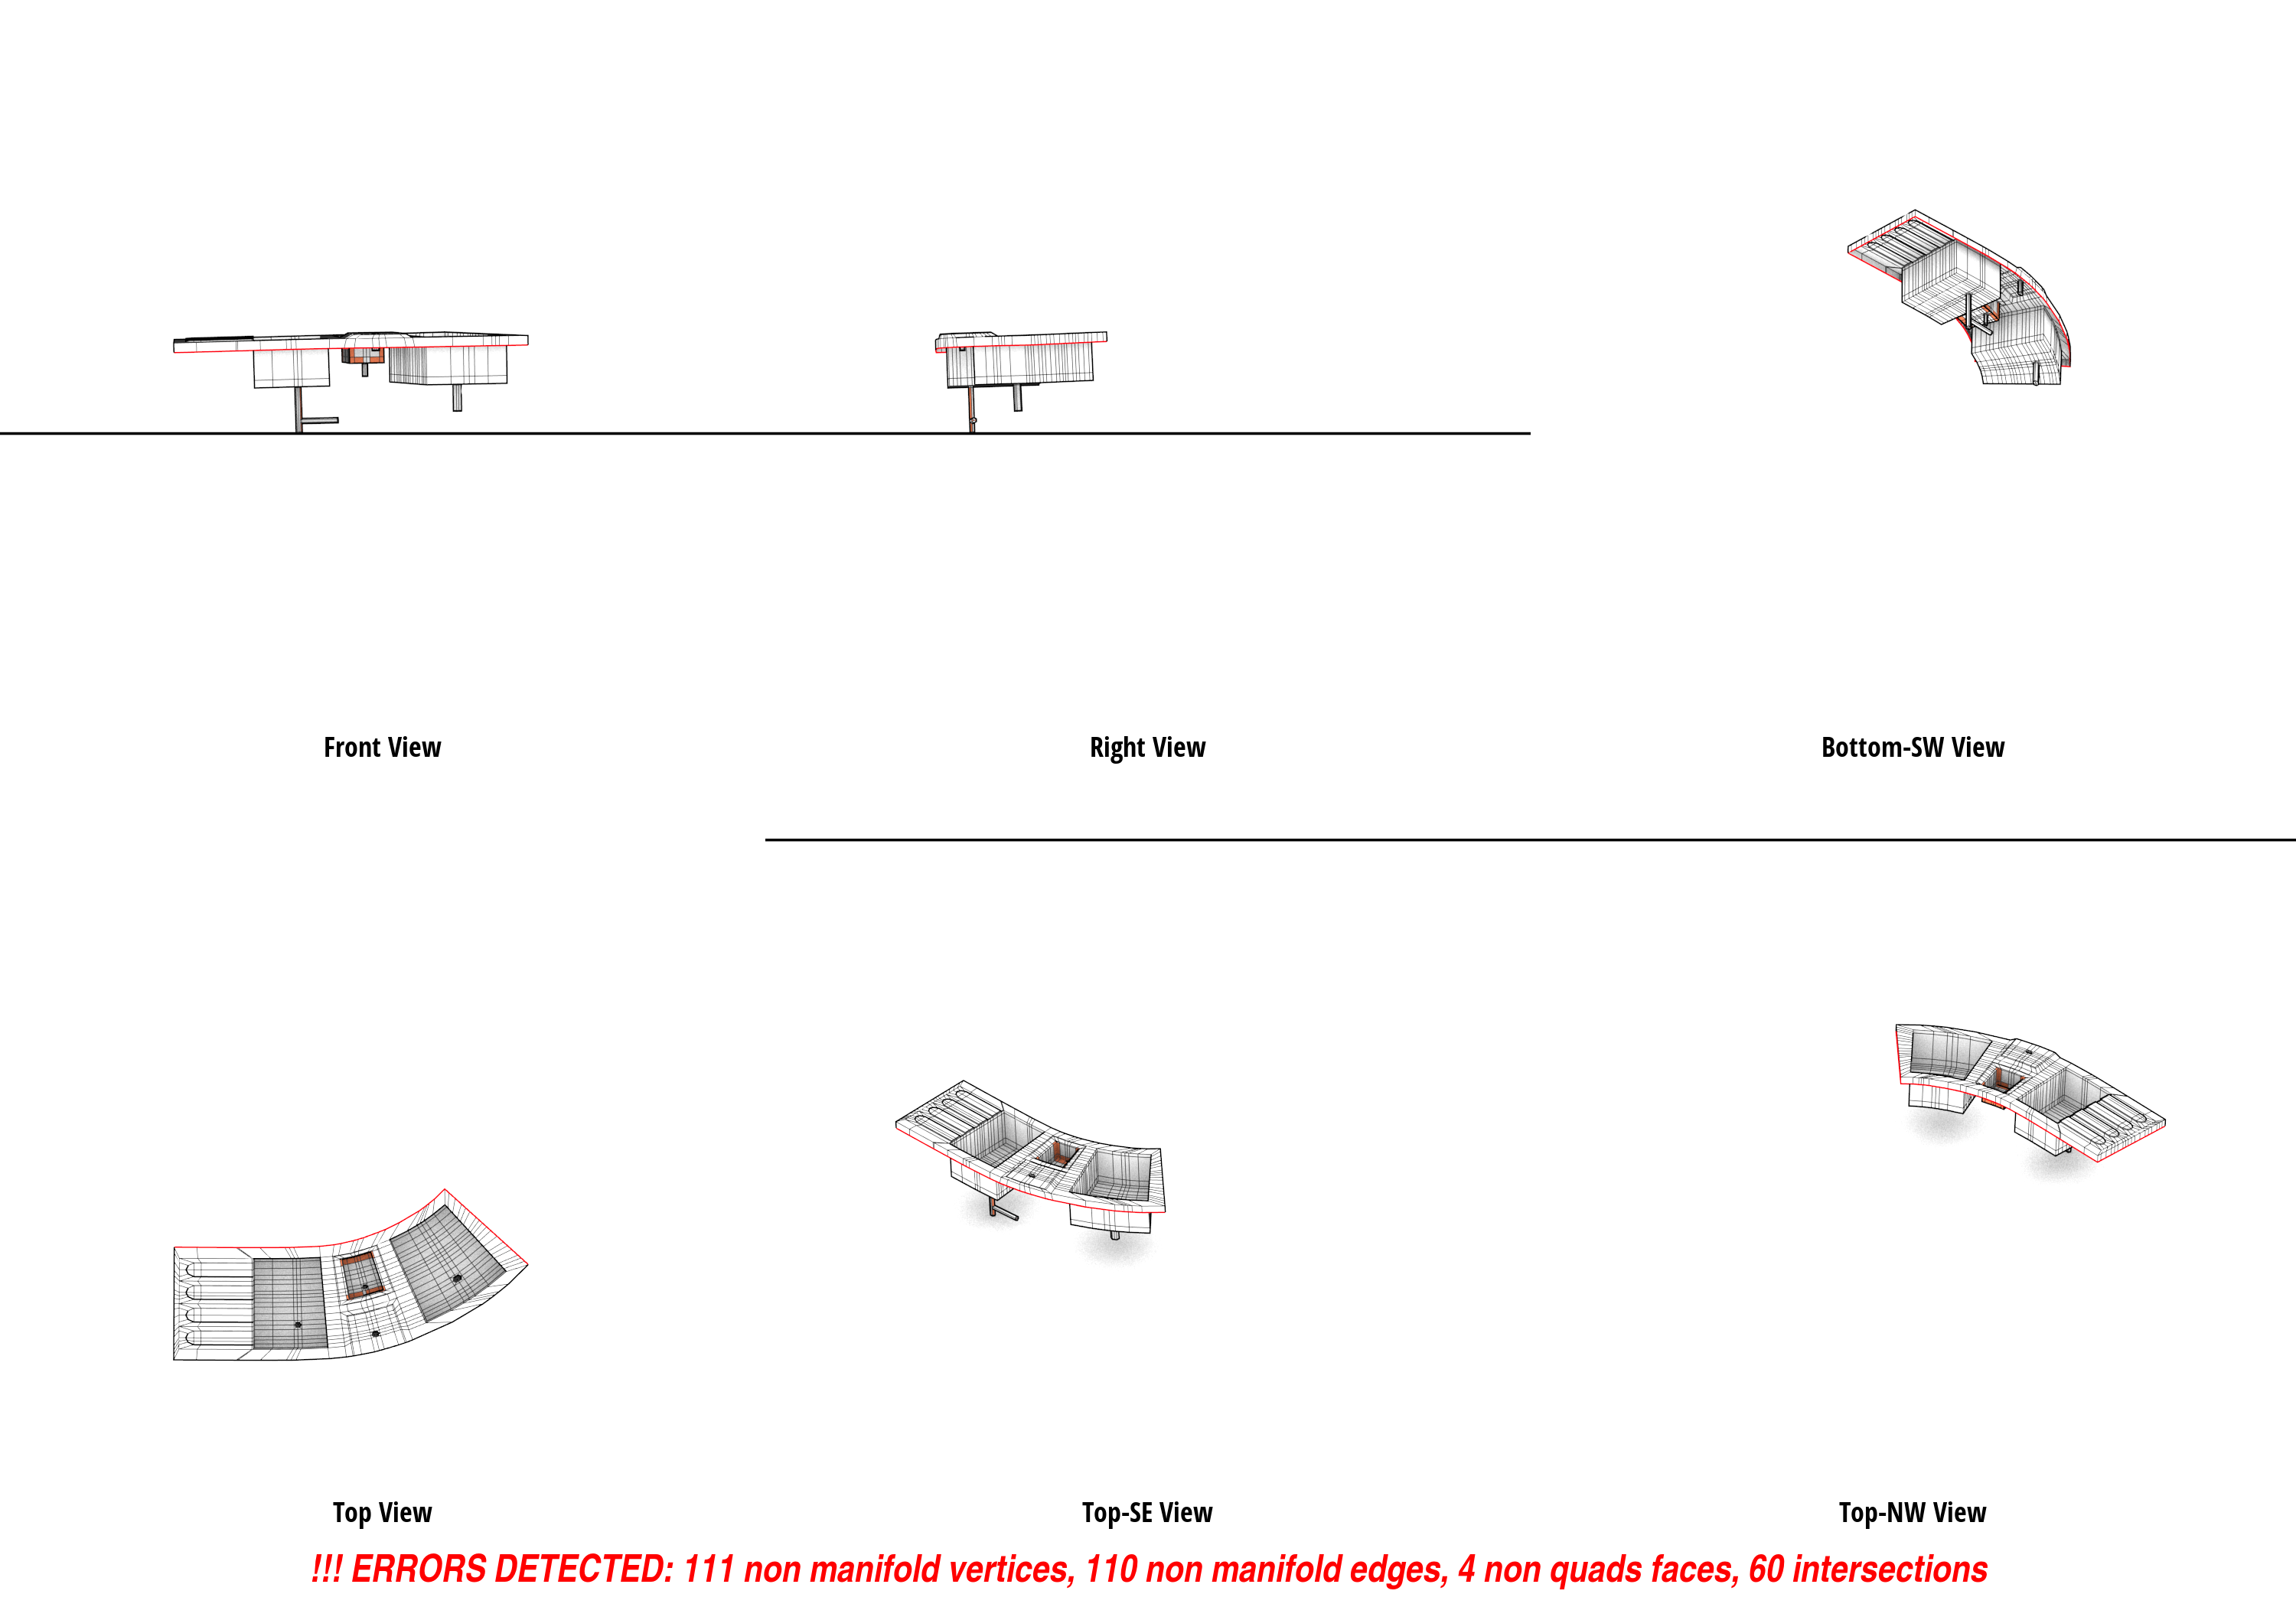 Front View
Right View
Bottom-SW View
Top View
Top-SE View
Top-NW View
!!! ERRORS DETECTED: 111 non manifold vertices, 110 non manifold edges, 4 non quads faces, 60 intersections